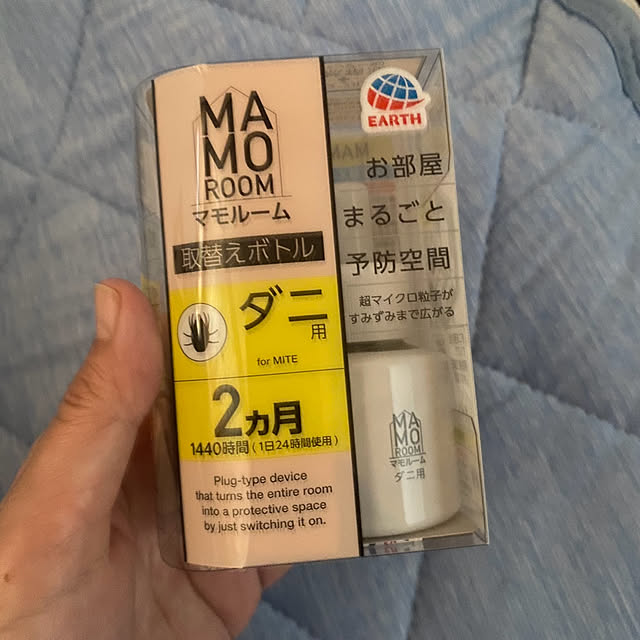 MA
MO
ROOM
マモルーム
取替えボトル
ダニ
用
for MITE
2ヵ月
1440時間(1日24時間使用)
Plug-type device
that turns the entire room
into a protective space
by just switching it on.
EARTH
お部屋
まるごと
予防空間
超マイクロ粒子が
すみずみまで広がる
MA
MO
ROOM
マモルーム
ダニ用